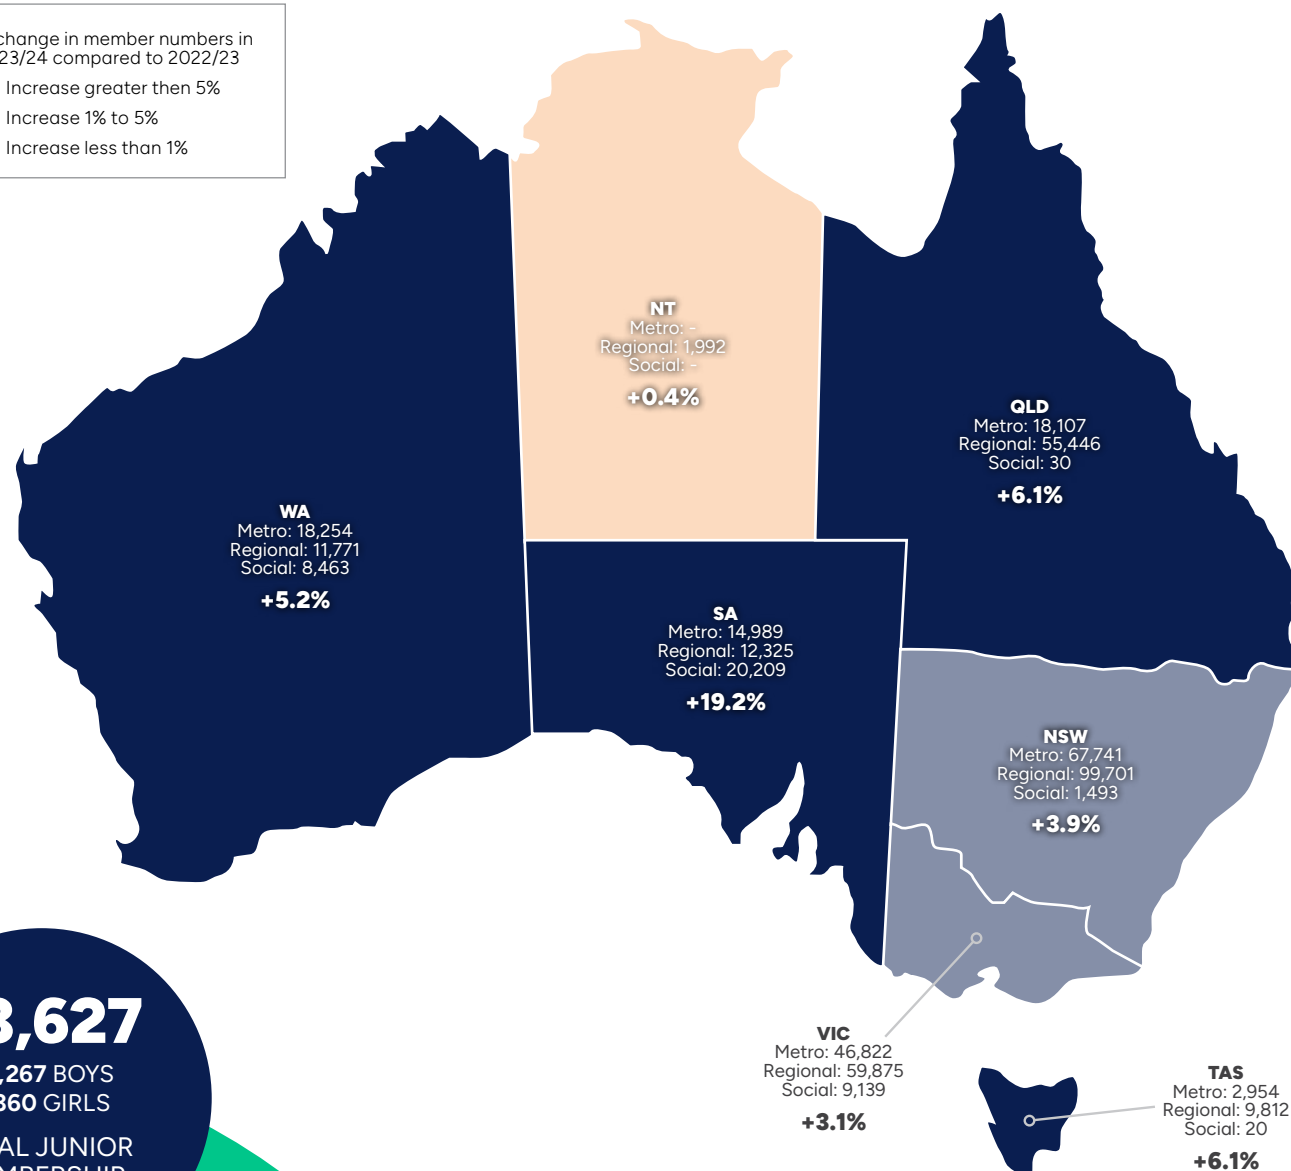 change in member numbers in
23/24 compared to 2022/23
Increase greater then 5%
Increase 1% to 5%
Increase less than 1%
NT
Metro: -
Regional: 1,992
Social: -
+0.4%
QLD
Metro: 18,107
Regional: 55,446
Social: 30
+6.1%
WA
Metro: 18,254
Regional: 11,771
Social: 8,463
+5.2%
SA
Metro: 14,989
Regional: 12,325
Social: 20,209
+19.2%
NSW
Metro: 67,741
Regional: 99,701
Social: 1,493
+3.9%
VIC
Metro: 46,822
Regional: 59,875
Social: 9,139
+3.1%
TAS
Metro: 2,954
Regional: 9,812
Social: 20
+6.1%
3,627
,267 BOYS
360 GIRLS
AL JUNIOR